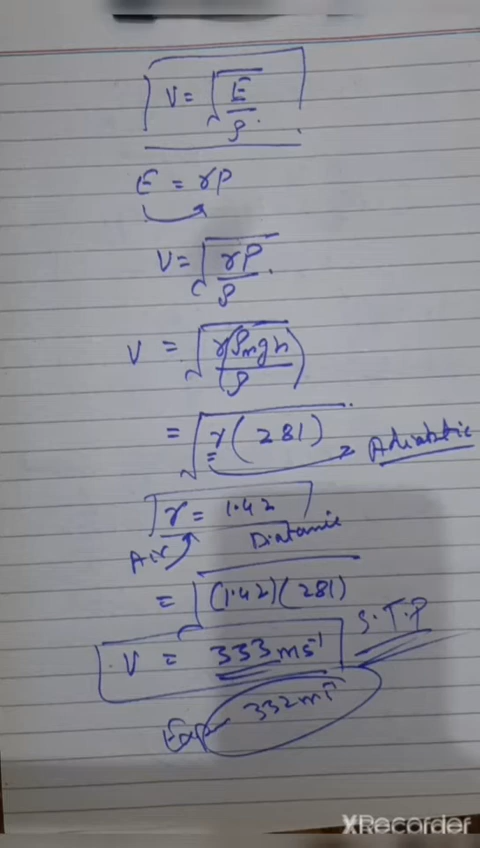 V = √E/ρ
E = γP
V = √γP/ρ
V = √γρmgh/ρ
= √γ(281) Adiabatic
γ = 1.42
Air Diatomic
= √(1.42)(281)
V = 333 ms⁻¹ S.T.P
Exp 332 ms⁻¹
XRecorder